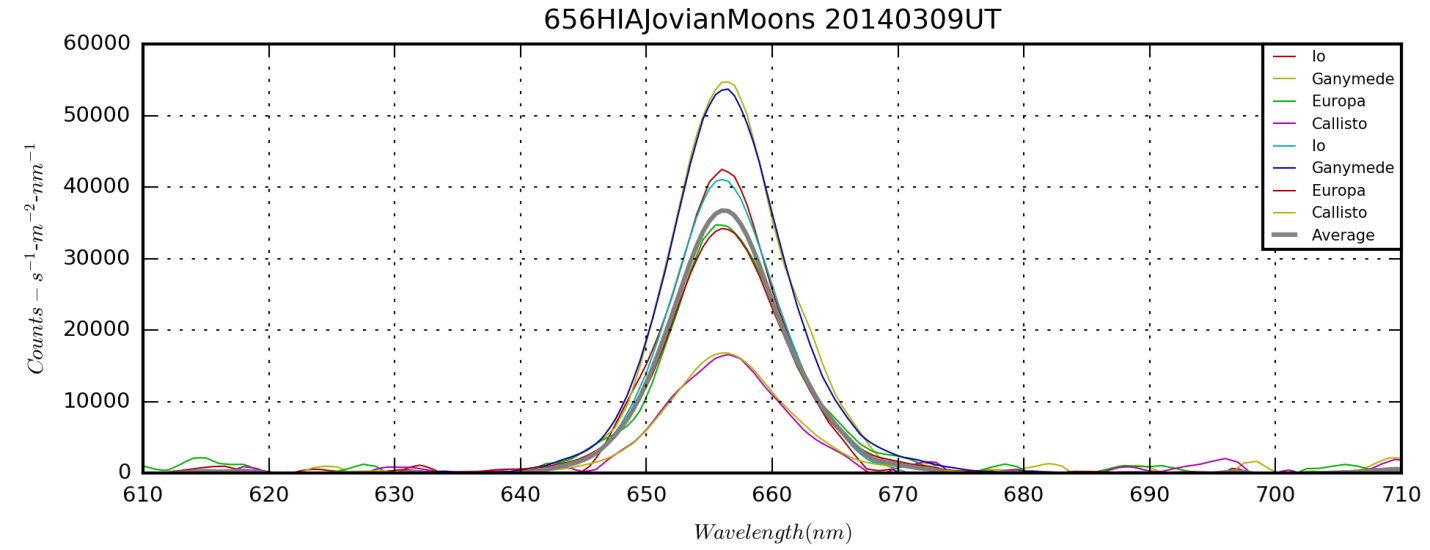 656HIAJovianMoons 20140309UT
60000
50000
40000
30000
20000
10000
0
Counts − s⁻¹-m⁻²-nm⁻¹
Io
Ganymede
Europa
Callisto
Io
Ganymede
Europa
Callisto
Average
610 620 630 640 650 660 670 680 690 700 710
Wavelength(nm)